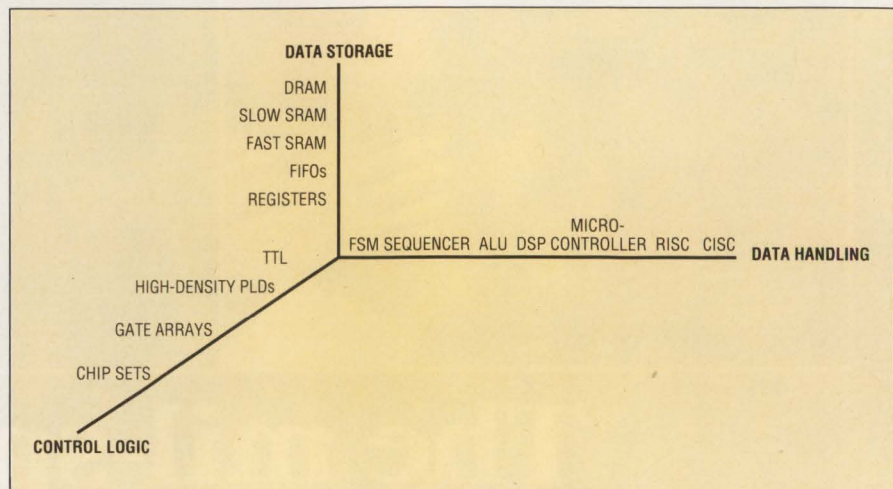 DATA STORAGE
DRAM
SLOW SRAM
FAST SRAM
FIFOs
REGISTERS
MICRO-
FSM SEQUENCER ALU DSP CONTROLLER RISC CISC
DATA HANDLING
TTL
HIGH-DENSITY PLDs
GATE ARRAYS
CHIP SETS
CONTROL LOGIC